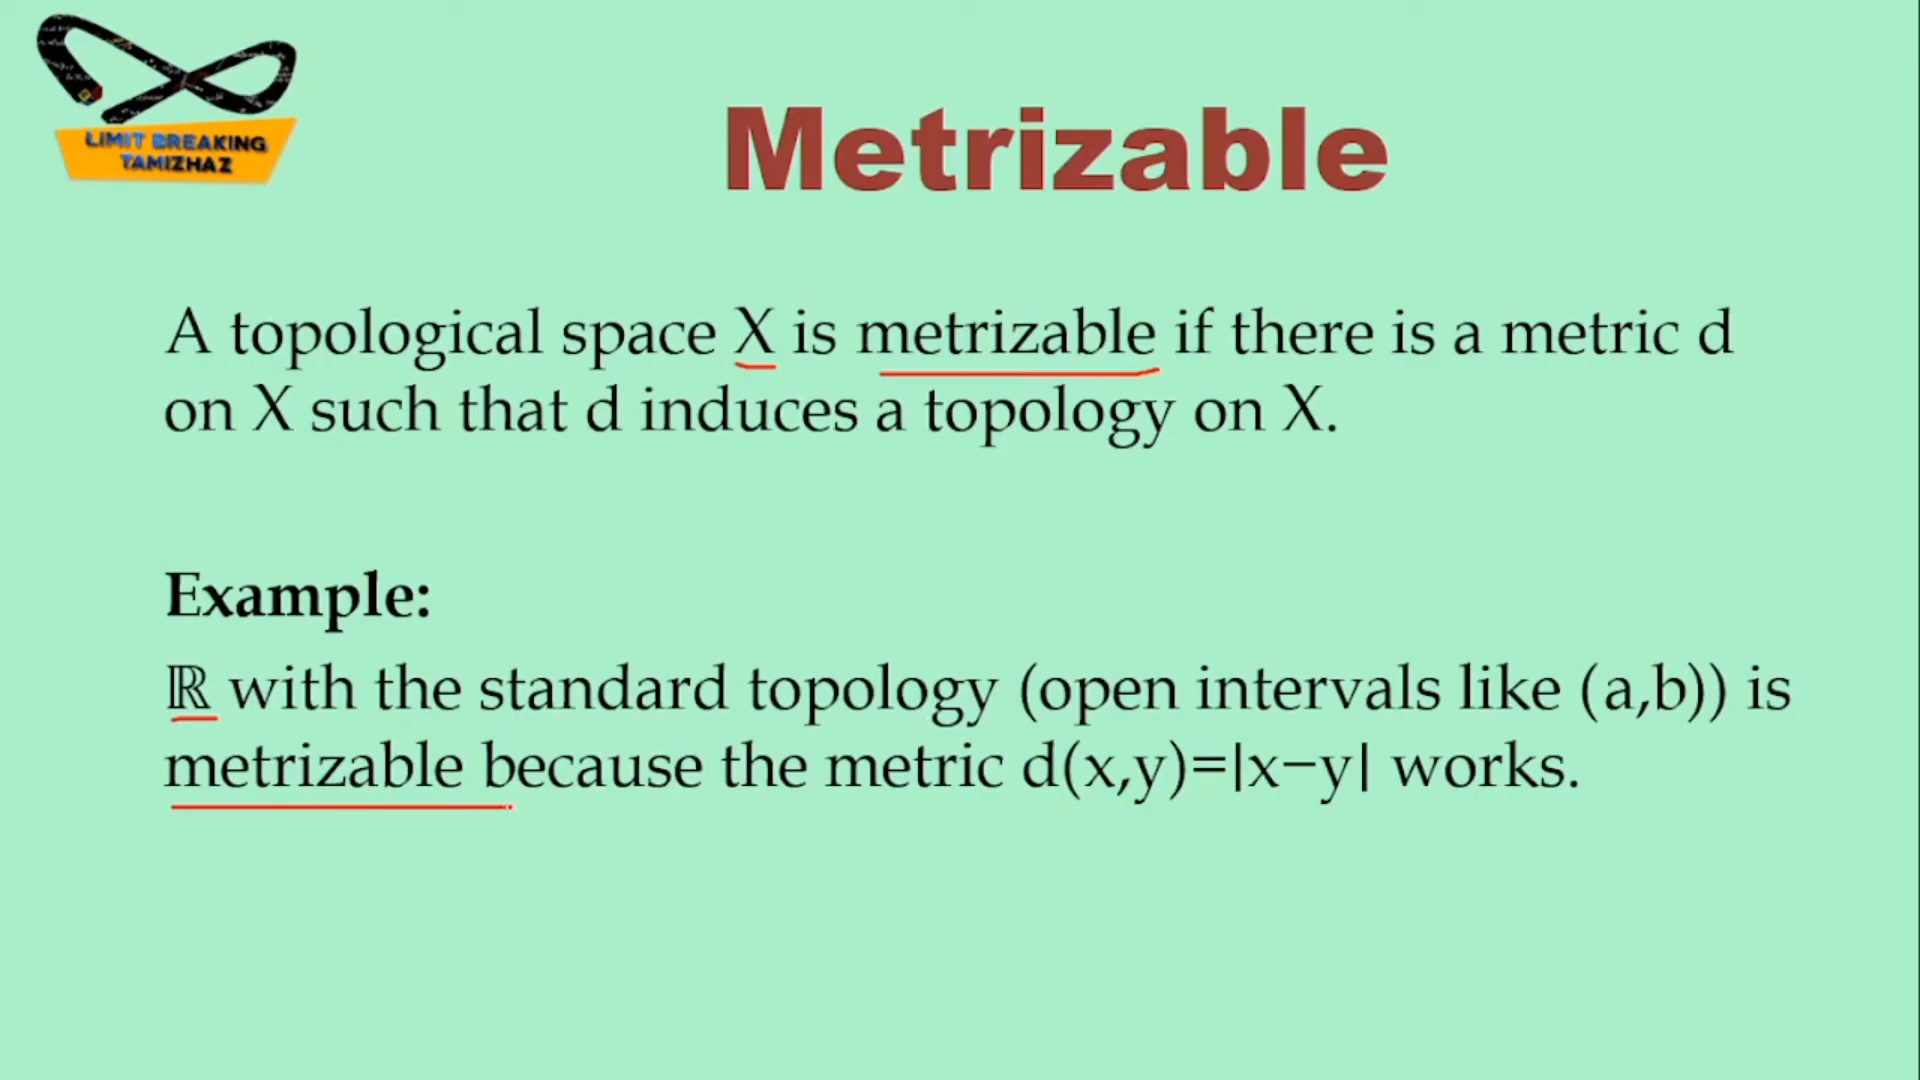 LIMIT BREAKING
TAMIZHAZ
Metrizable
A topological space X is metrizable if there is a metric d
on X such that d induces a topology on X.
Example:
ℝ with the standard topology (open intervals like (a,b)) is
metrizable because the metric d(x,y)=|x−y| works.